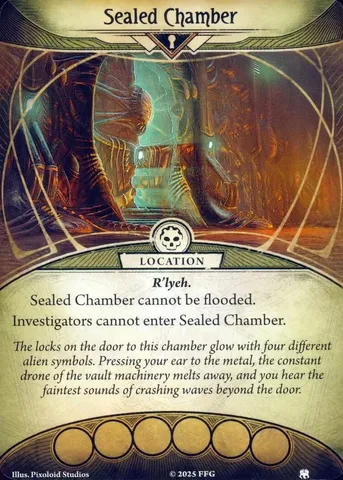 Sealed Chamber
LOCATION
R'lyeh.
Sealed Chamber cannot be flooded.
Investigators cannot enter Sealed Chamber.
The locks on the door to this chamber glow with four different
alien symbols. Pressing your ear to the metal, the constant
drone of the vault machinery melts away, and you hear the
faintest sounds of crashing waves beyond the door.
Illus. Pixoloid Studios © 2025 FFG